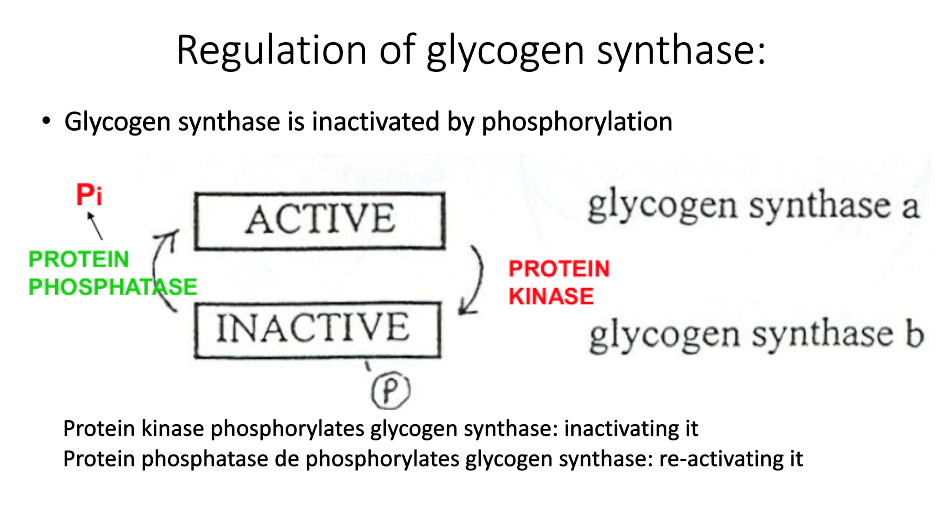 Regulation of glycogen synthase:
• Glycogen synthase is inactivated by phosphorylation
Pi
ACTIVE
glycogen synthase a
PROTEIN
PHOSPHATASE
PROTEIN
KINASE
INACTIVE
glycogen synthase b
P
Protein kinase phosphorylates glycogen synthase: inactivating it
Protein phosphatase de phosphorylates glycogen synthase: re-activating it